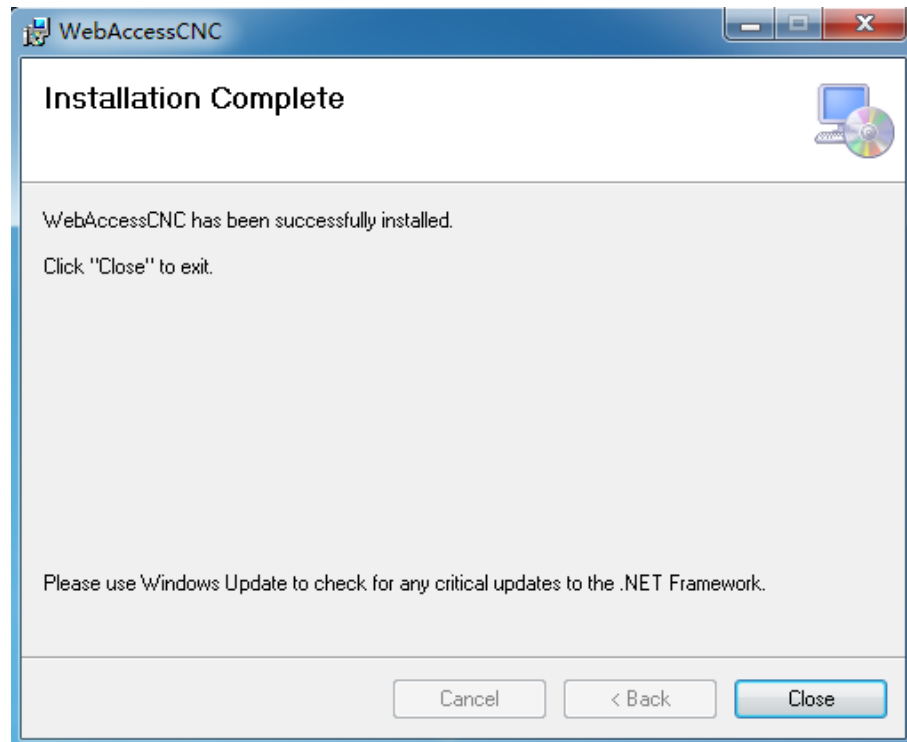 WebAccessCNC
Installation Complete
WebAccessCNC has been successfully installed.
Click "Close" to exit.
Please use Windows Update to check for any critical updates to the .NET Framework.
Cancel
< Back
Close